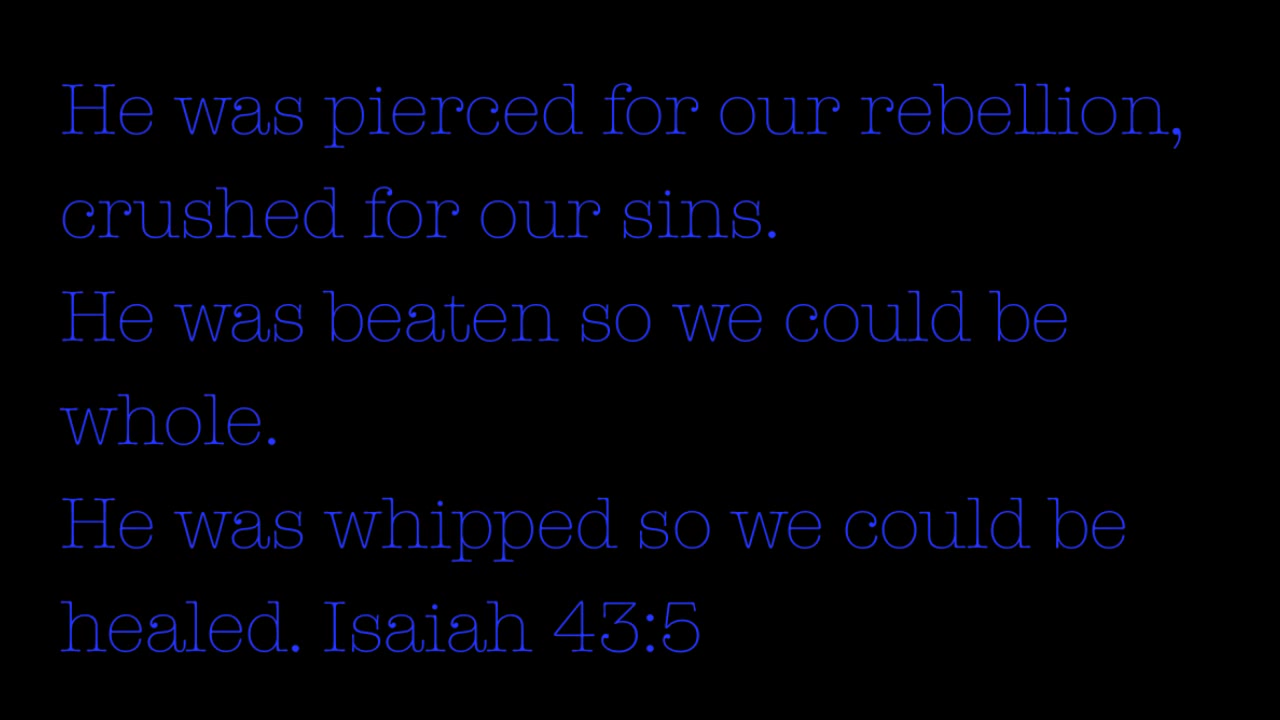 He was pierced for our rebellion,
crushed for our sins.
He was beaten so we could be
whole.
He was whipped so we could be
healed. Isaiah 43:5